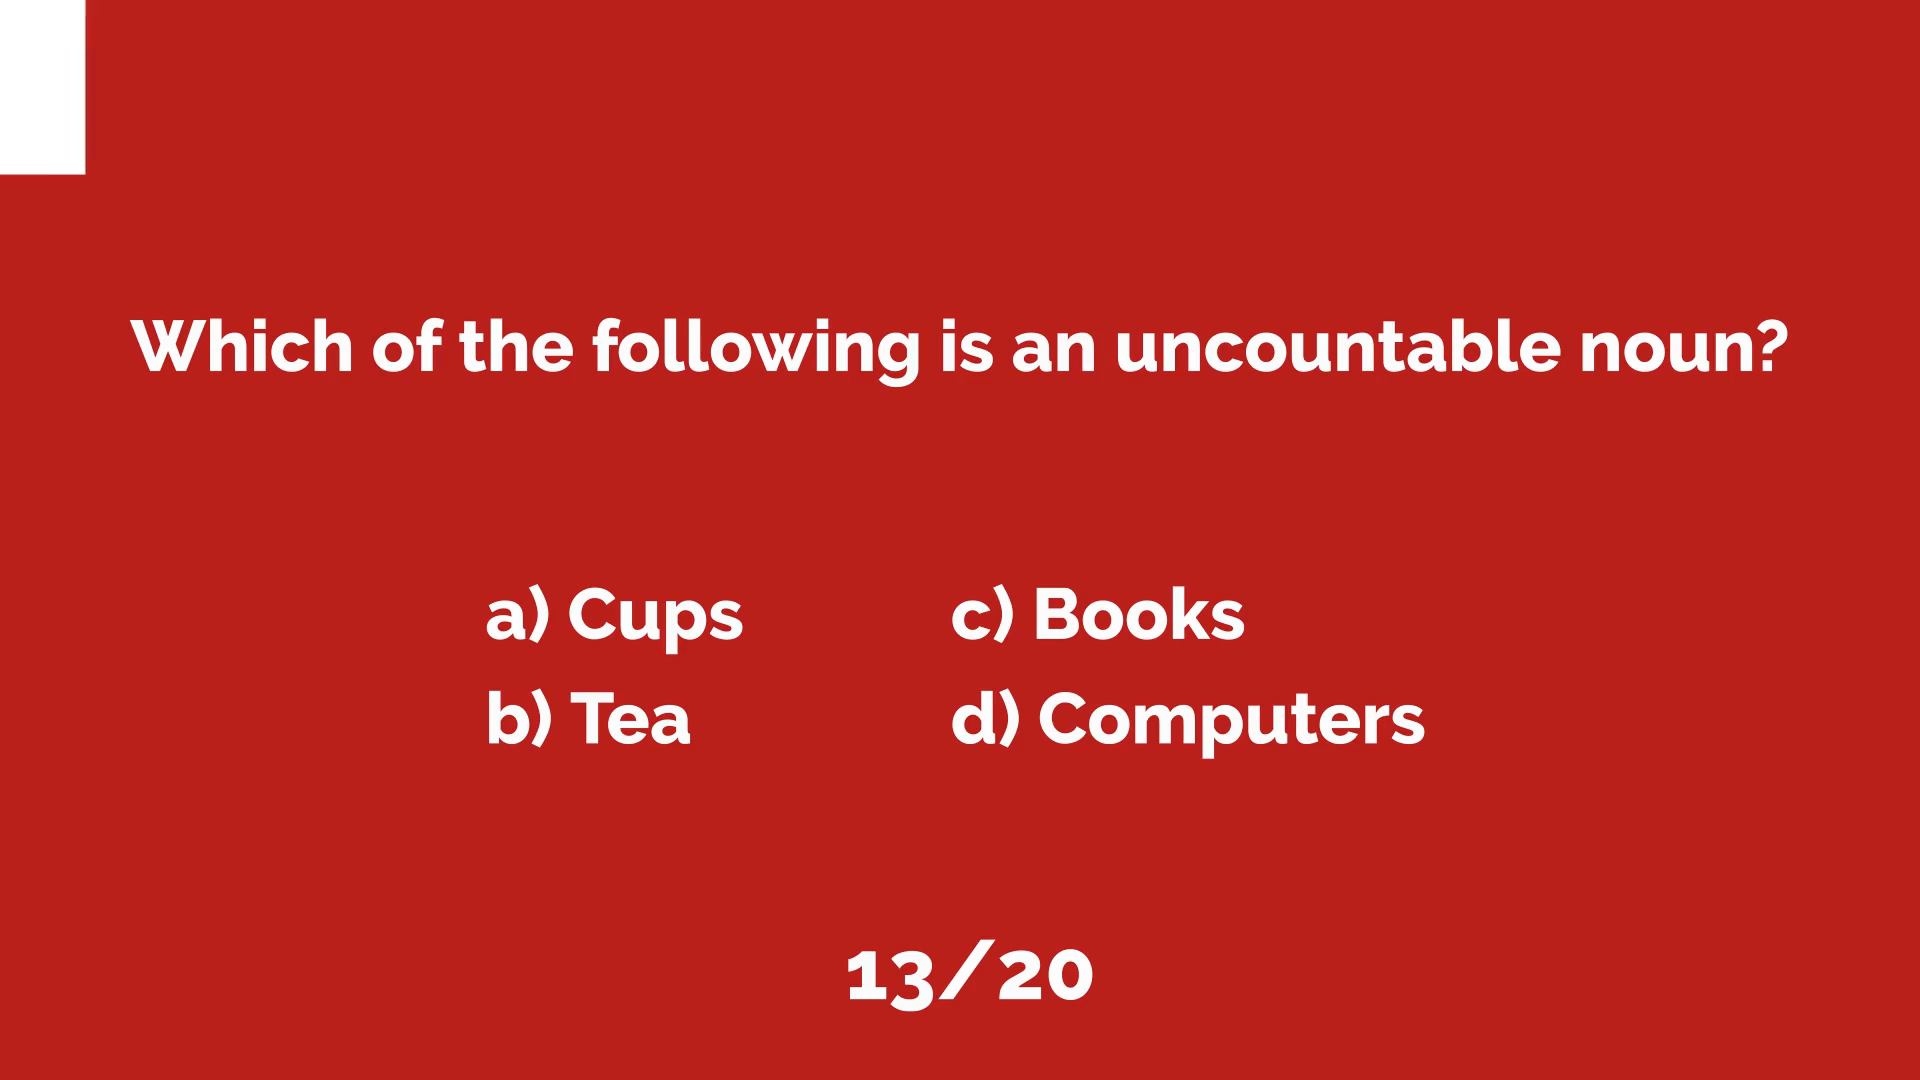 Which of the following is an uncountable noun?
a) Cups
b) Tea
c) Books
d) Computers
13/20